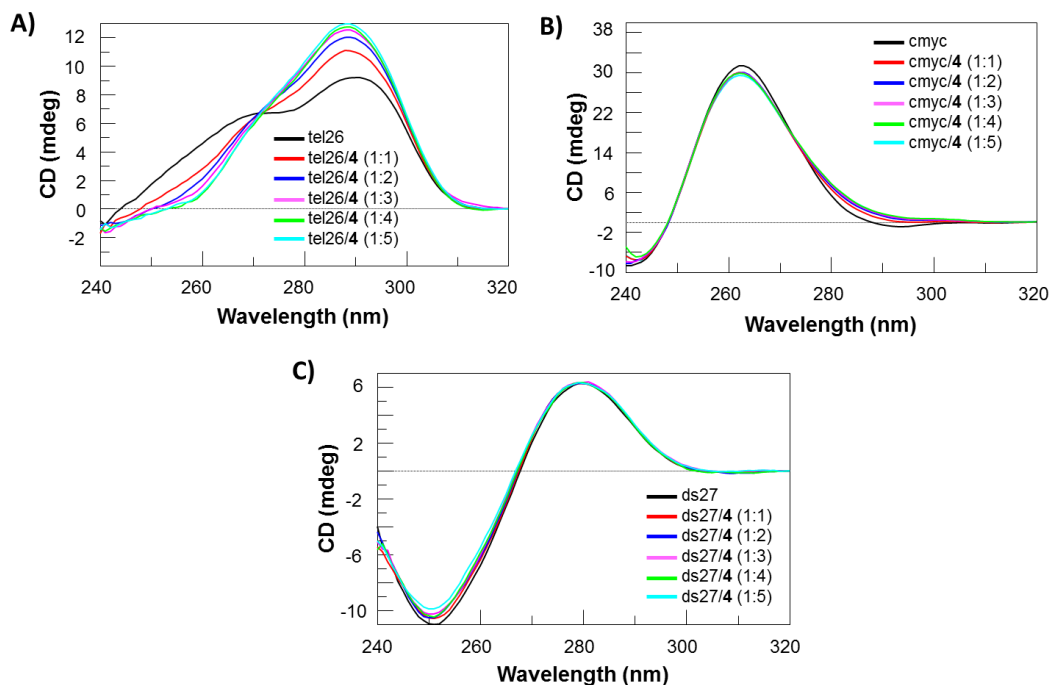 A)
CD (mdeg)
12
10
8
6
4
2
0
-2
tel26
tel26/4 (1:1)
tel26/4 (1:2)
tel26/4 (1:3)
tel26/4 (1:4)
tel26/4 (1:5)
240 260 280 300 320
Wavelength (nm)
B)
CD (mdeg)
38
30
22
14
6
-2
-10
cmyc
cmyc/4 (1:1)
cmyc/4 (1:2)
cmyc/4 (1:3)
cmyc/4 (1:4)
cmyc/4 (1:5)
240 260 280 300 320
Wavelength (nm)
C)
CD (mdeg)
6
2
-2
-6
-10
ds27
ds27/4 (1:1)
ds27/4 (1:2)
ds27/4 (1:3)
ds27/4 (1:4)
ds27/4 (1:5)
240 260 280 300 320
Wavelength (nm)